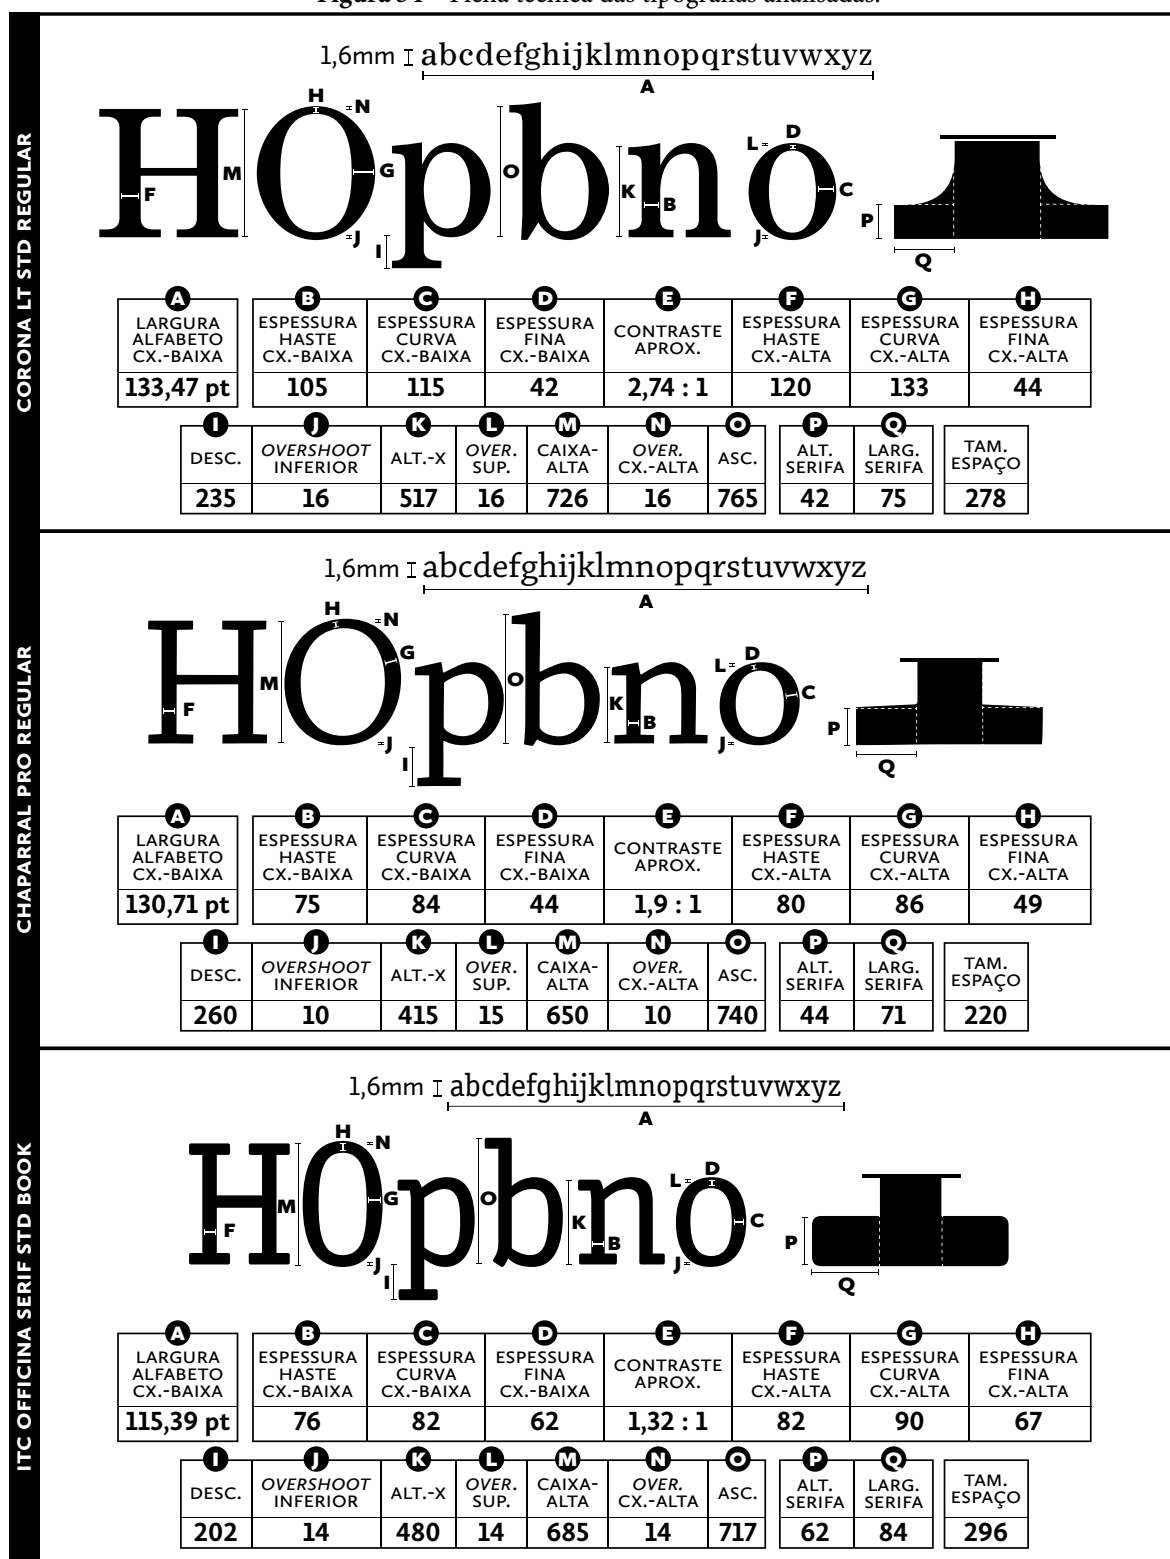 Figura 54 – Ficha técnica das tipografias analisadas.
CORONA LT STD REGULAR
1,6mm abcdefghijklmnopqrstuvwxyz
A
H O p b n o
H N D L
M G O K C
F B
J I J P
Q
A B C D E F G H
LARGURA ALFABETO CX.-BAIXA ESPESSURA HASTE CX.-BAIXA ESPESSURA CURVA CX.-BAIXA ESPESSURA FINA CX.-BAIXA CONTRASTE APROX. ESPESSURA HASTE CX.-ALTA ESPESSURA CURVA CX.-ALTA ESPESSURA FINA CX.-ALTA
133,47 pt 105 115 42 2,74 : 1 120 133 44
I J K L M N O P Q
DESC. OVERSHOOT INFERIOR ALT.-X OVER. SUP. CAIXA-ALTA OVER. CX.-ALTA ASC. ALT. SERIFA LARG. SERIFA TAM. ESPAÇO
235 16 517 16 726 16 765 42 75 278
CHAPARRAL PRO REGULAR
1,6mm abcdefghijklmnopqrstuvwxyz
A
H O p b n o
H N D L
M G O K C
F B
J I J P
Q
A B C D E F G H
LARGURA ALFABETO CX.-BAIXA ESPESSURA HASTE CX.-BAIXA ESPESSURA CURVA CX.-BAIXA ESPESSURA FINA CX.-BAIXA CONTRASTE APROX. ESPESSURA HASTE CX.-ALTA ESPESSURA CURVA CX.-ALTA ESPESSURA FINA CX.-ALTA
130,71 pt 75 84 44 1,9 : 1 80 86 49
I J K L M N O P Q
DESC. OVERSHOOT INFERIOR ALT.-X OVER. SUP. CAIXA-ALTA OVER. CX.-ALTA ASC. ALT. SERIFA LARG. SERIFA TAM. ESPAÇO
260 10 415 15 650 10 740 44 71 220
ITC OFFICINA SERIF STD BOOK
1,6mm abcdefghijklmnopqrstuvwxyz
A
H O p b n o
H N D L
M G O K C
F B
J I J P
Q
A B C D E F G H
LARGURA ALFABETO CX.-BAIXA ESPESSURA HASTE CX.-BAIXA ESPESSURA CURVA CX.-BAIXA ESPESSURA FINA CX.-BAIXA CONTRASTE APROX. ESPESSURA HASTE CX.-ALTA ESPESSURA CURVA CX.-ALTA ESPESSURA FINA CX.-ALTA
115,39 pt 76 82 62 1,32 : 1 82 90 67
I J K L M N O P Q
DESC. OVERSHOOT INFERIOR ALT.-X OVER. SUP. CAIXA-ALTA OVER. CX.-ALTA ASC. ALT. SERIFA LARG. SERIFA TAM. ESPAÇO
202 14 480 14 685 14 717 62 84 296